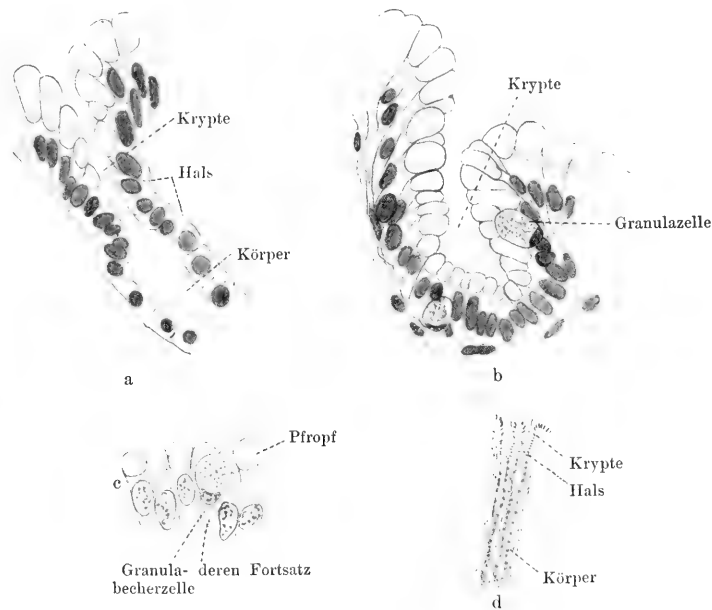 Krypte
Hals
Körper
a
Krypte
Granulazelle
b
Pfropf
c
Granula- deren Fortsatz
becherzelle
Krypte
Hals
Körper
d